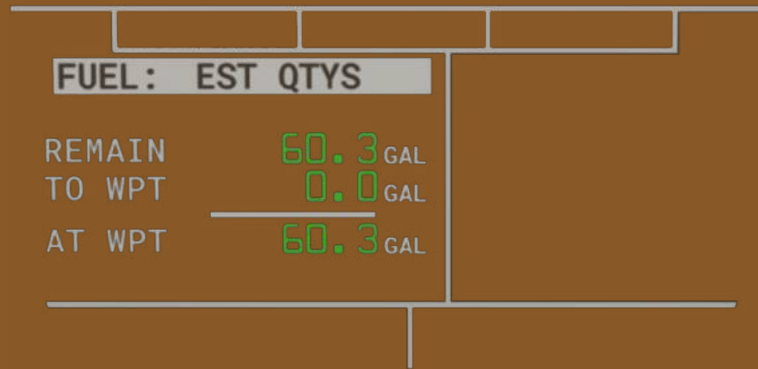 FUEL: EST QTYS
REMAIN 60.3 GAL
TO WPT 0.0 GAL
AT WPT 60.3 GAL